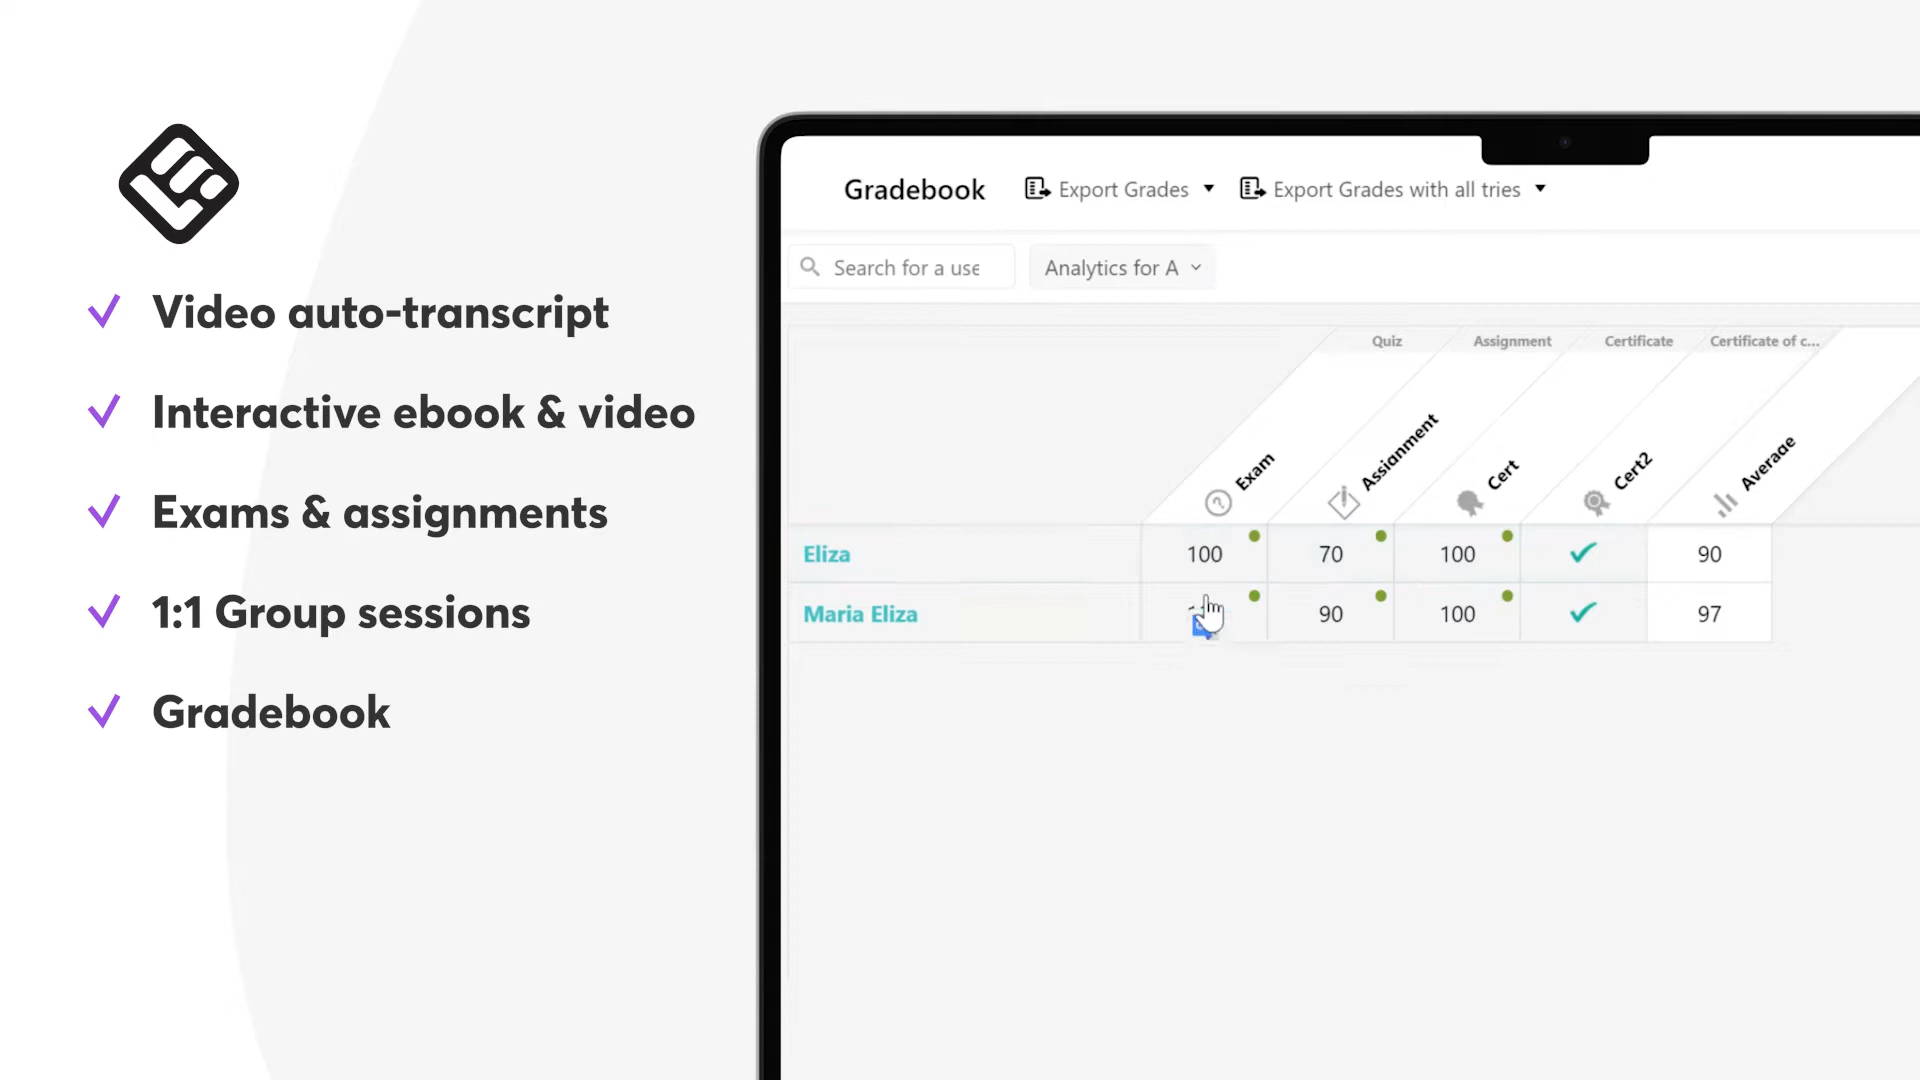 Video auto-transcript
Interactive ebook & video
Exams & assignments
1:1 Group sessions
Gradebook
Gradebook
Export Grades
Export Grades with all tries
Search for a use
Analytics for A
Quiz
Assignment
Certificate
Certificate of c...
Exam
Assignment
Cert
Cert2
Average
Eliza 100 70 100 90
Maria Eliza 90 100 97